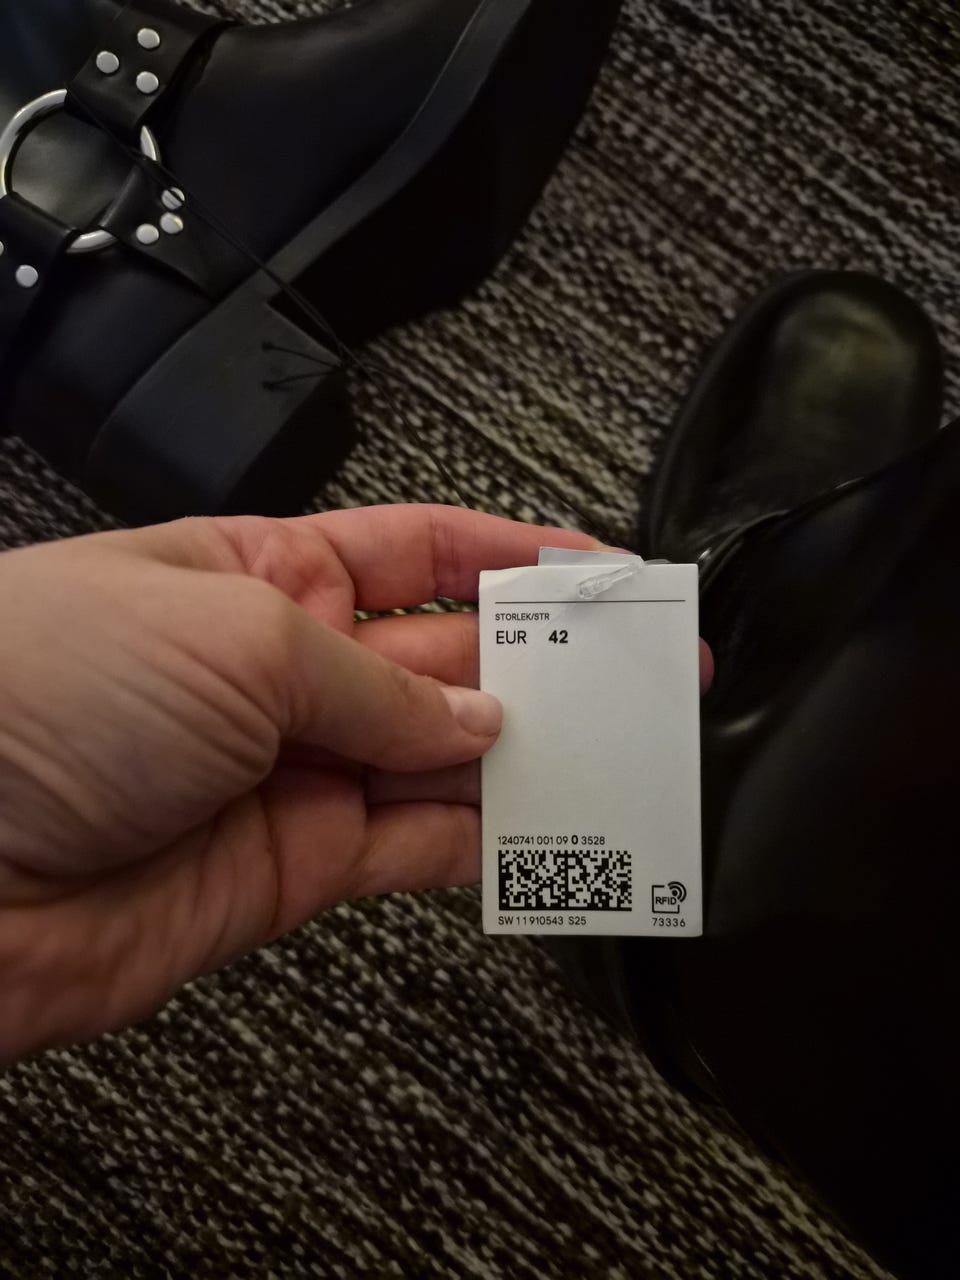 STORLEK/STR
EUR 42
1240741 001 09 0 3528
SW 11 910543 S25
RFID
73336